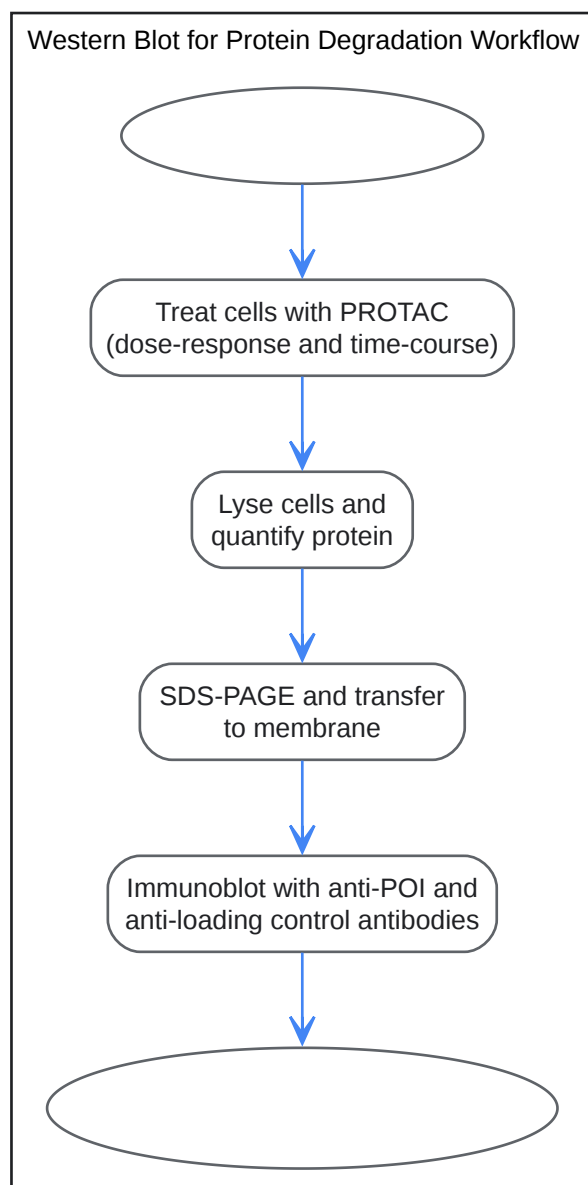 Western Blot for Protein Degradation Workflow
Treat cells with PROTAC
(dose-response and time-course)
Lyse cells and
quantify protein
SDS-PAGE and transfer
to membrane
Immunoblot with anti-POI and
anti-loading control antibodies